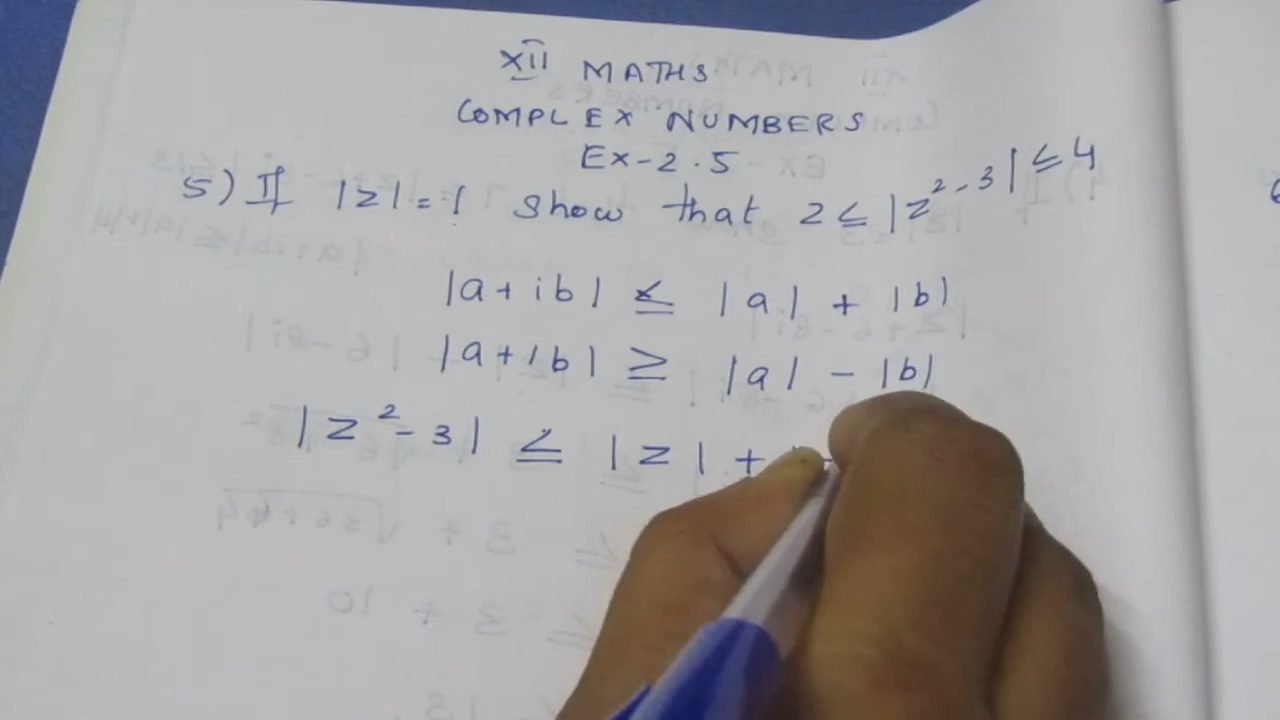 XII MATHS
COMPLEX NUMBERS
Ex-2.5
5) If |z| = 1 show that 2 ≤ |z² - 3| ≤ 4
|a + ib| ≤ |a| + |b|
|a + ib| ≥ |a| - |b|
|z² - 3| ≤ |z| +